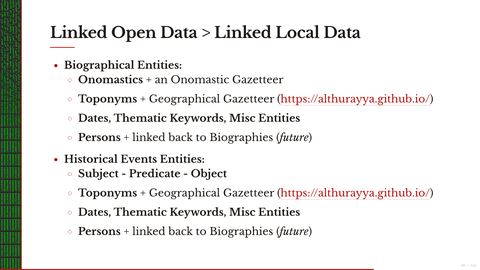 Linked Open Data > Linked Local Data
Biographical Entities:
Onomastics + an Onomastic Gazetteer
Toponyms + Geographical Gazetteer (https://althurayya.github.io/)
Dates, Thematic Keywords, Misc Entities
Persons + linked back to Biographies (future)
Historical Events Entities:
Subject - Predicate - Object
Toponyms + Geographical Gazetteer (https://althurayya.github.io/)
Dates, Thematic Keywords, Misc Entities
Persons + linked back to Biographies (future)